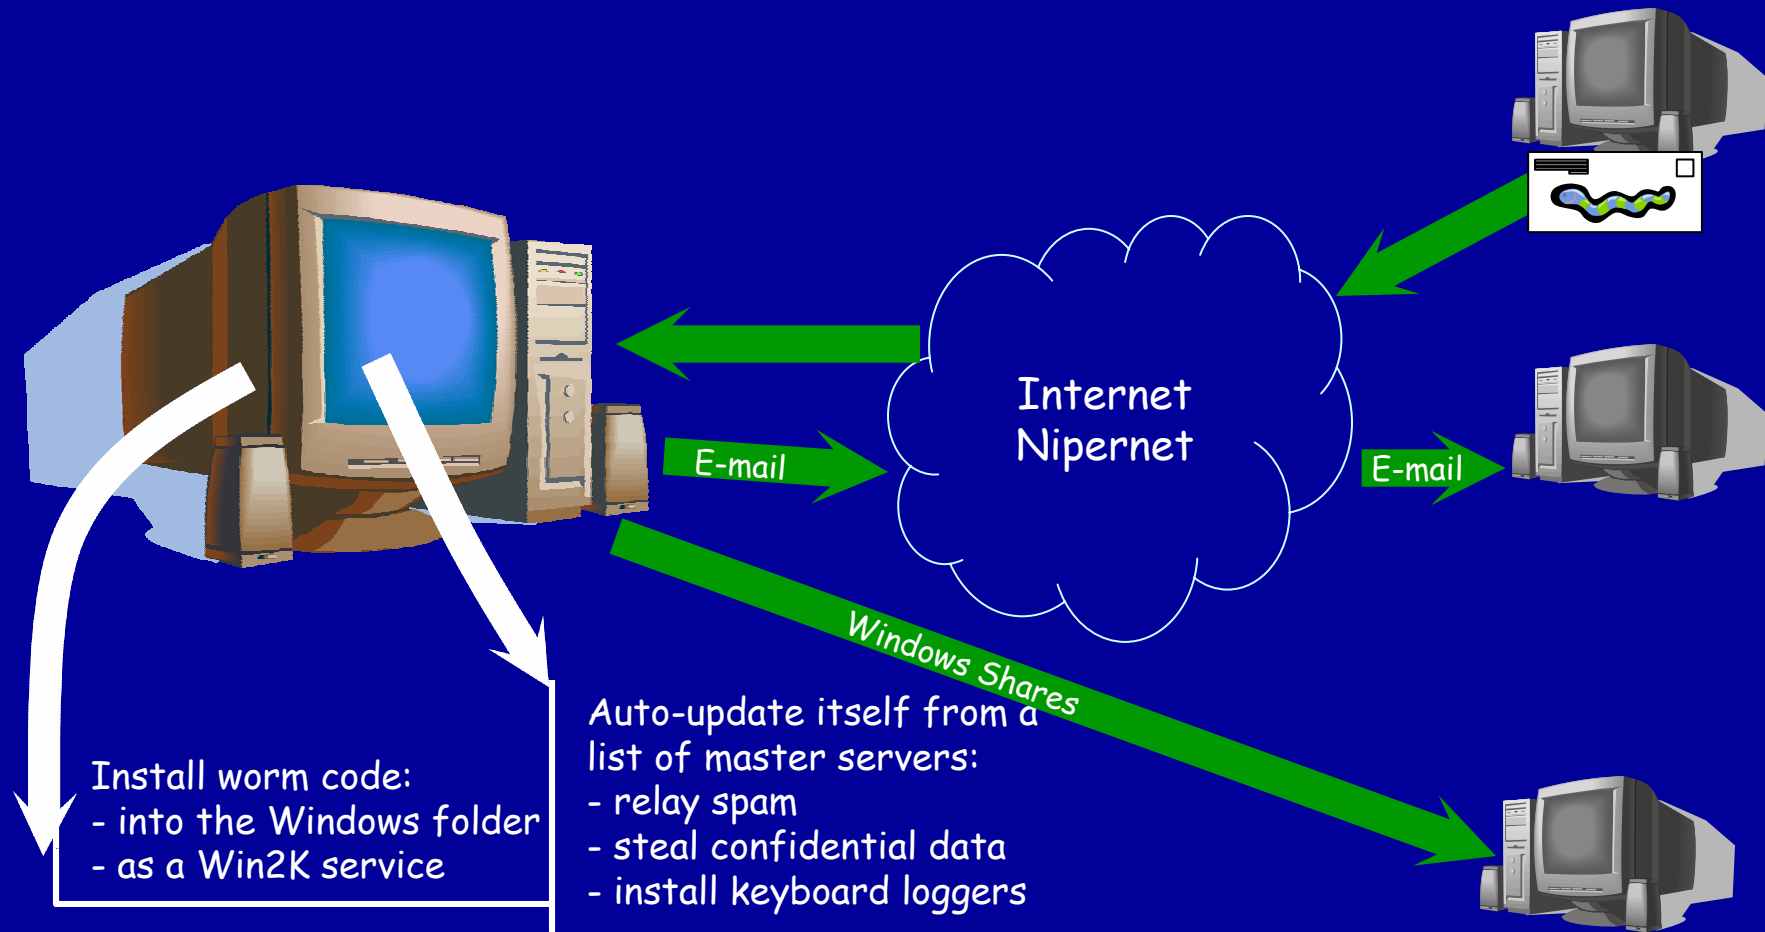 Internet
Nipernet
E-mail
E-mail
Windows Shares
Auto-update itself from a
list of master servers:
- relay spam
- steal confidential data
- install keyboard loggers
Install worm code:
- into the Windows folder
- as a Win2K service